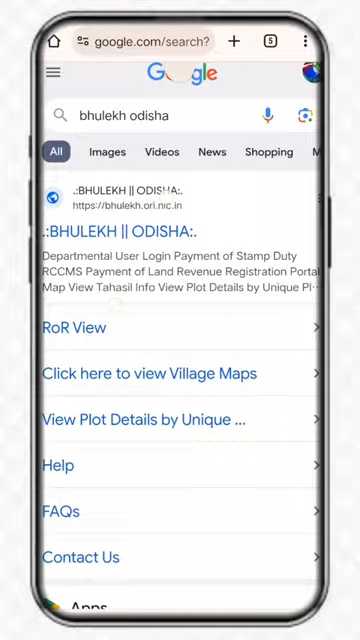 google.com/search?
5
Google
bhulekh odisha
All Images Videos News Shopping M
.:BHULEKH || ODISHA:.
https://bhulekh.ori.nic.in
.:BHULEKH || ODISHA:.
Departmental User Login Payment of Stamp Duty
RCCMS Payment of Land Revenue Registration Portal
Map View Tahasil Info View Plot Details by Unique Pl...
RoR View
Click here to view Village Maps
View Plot Details by Unique ...
Help
FAQs
Contact Us
Apps